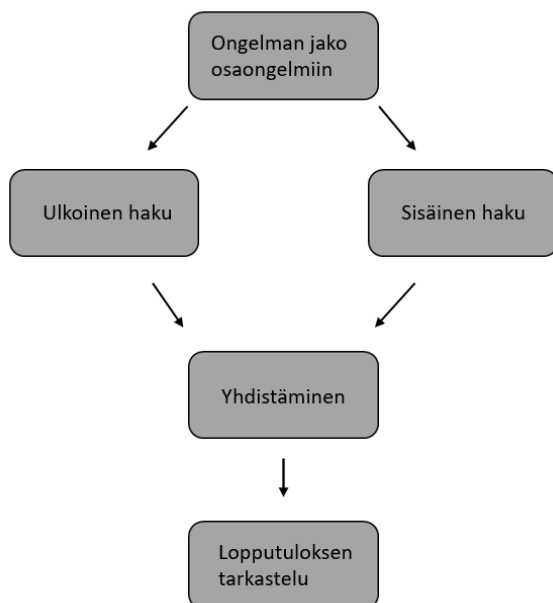 Ongelman jako
osaongelmiin
Ulkoinen haku
Sisäinen haku
Yhdistäminen
Lopputuloksen
tarkastelu